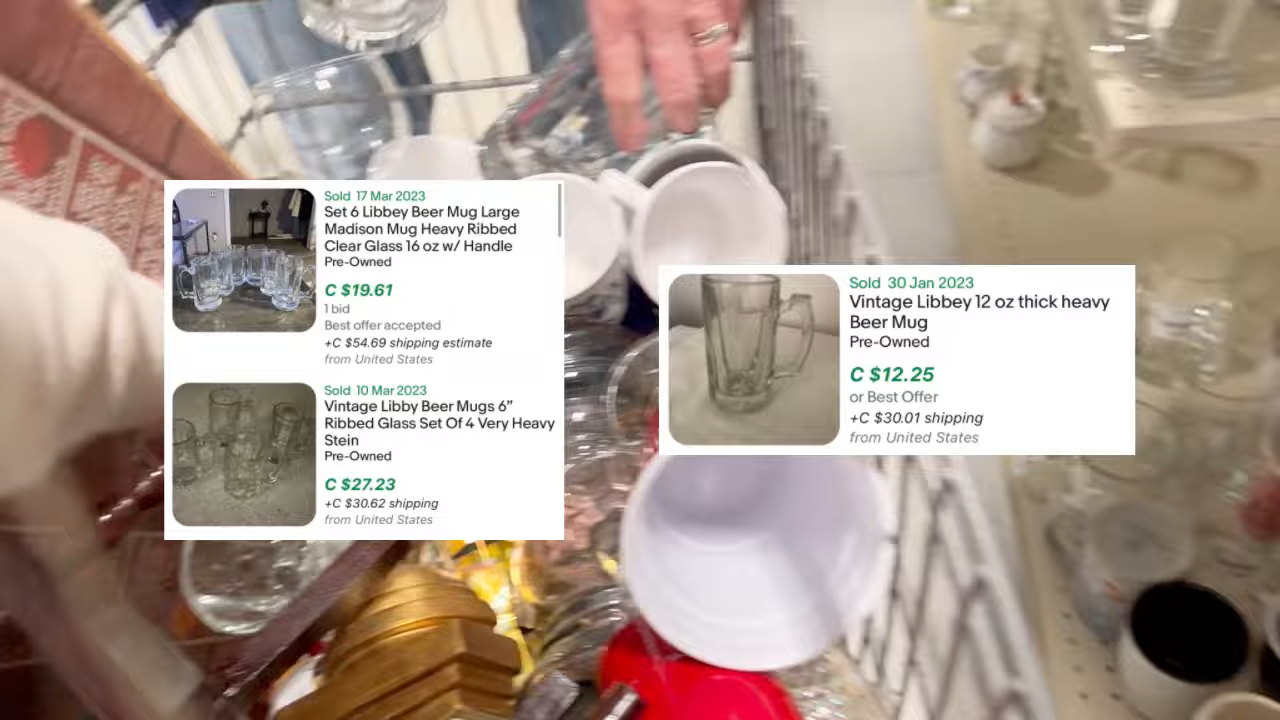 Sold 17 Mar 2023
Set 6 Libbey Beer Mug Large
Madison Mug Heavy Ribbed
Clear Glass 16 oz w/ Handle
Pre-Owned
C $19.61
1 bid
Best offer accepted
+C $54.69 shipping estimate
from United States
Sold 10 Mar 2023
Vintage Libby Beer Mugs 6”
Ribbed Glass Set Of 4 Very Heavy
Stein
Pre-Owned
C $27.23
+C $30.62 shipping
from United States
Sold 30 Jan 2023
Vintage Libbey 12 oz thick heavy
Beer Mug
Pre-Owned
C $12.25
or Best Offer
+C $30.01 shipping
from United States